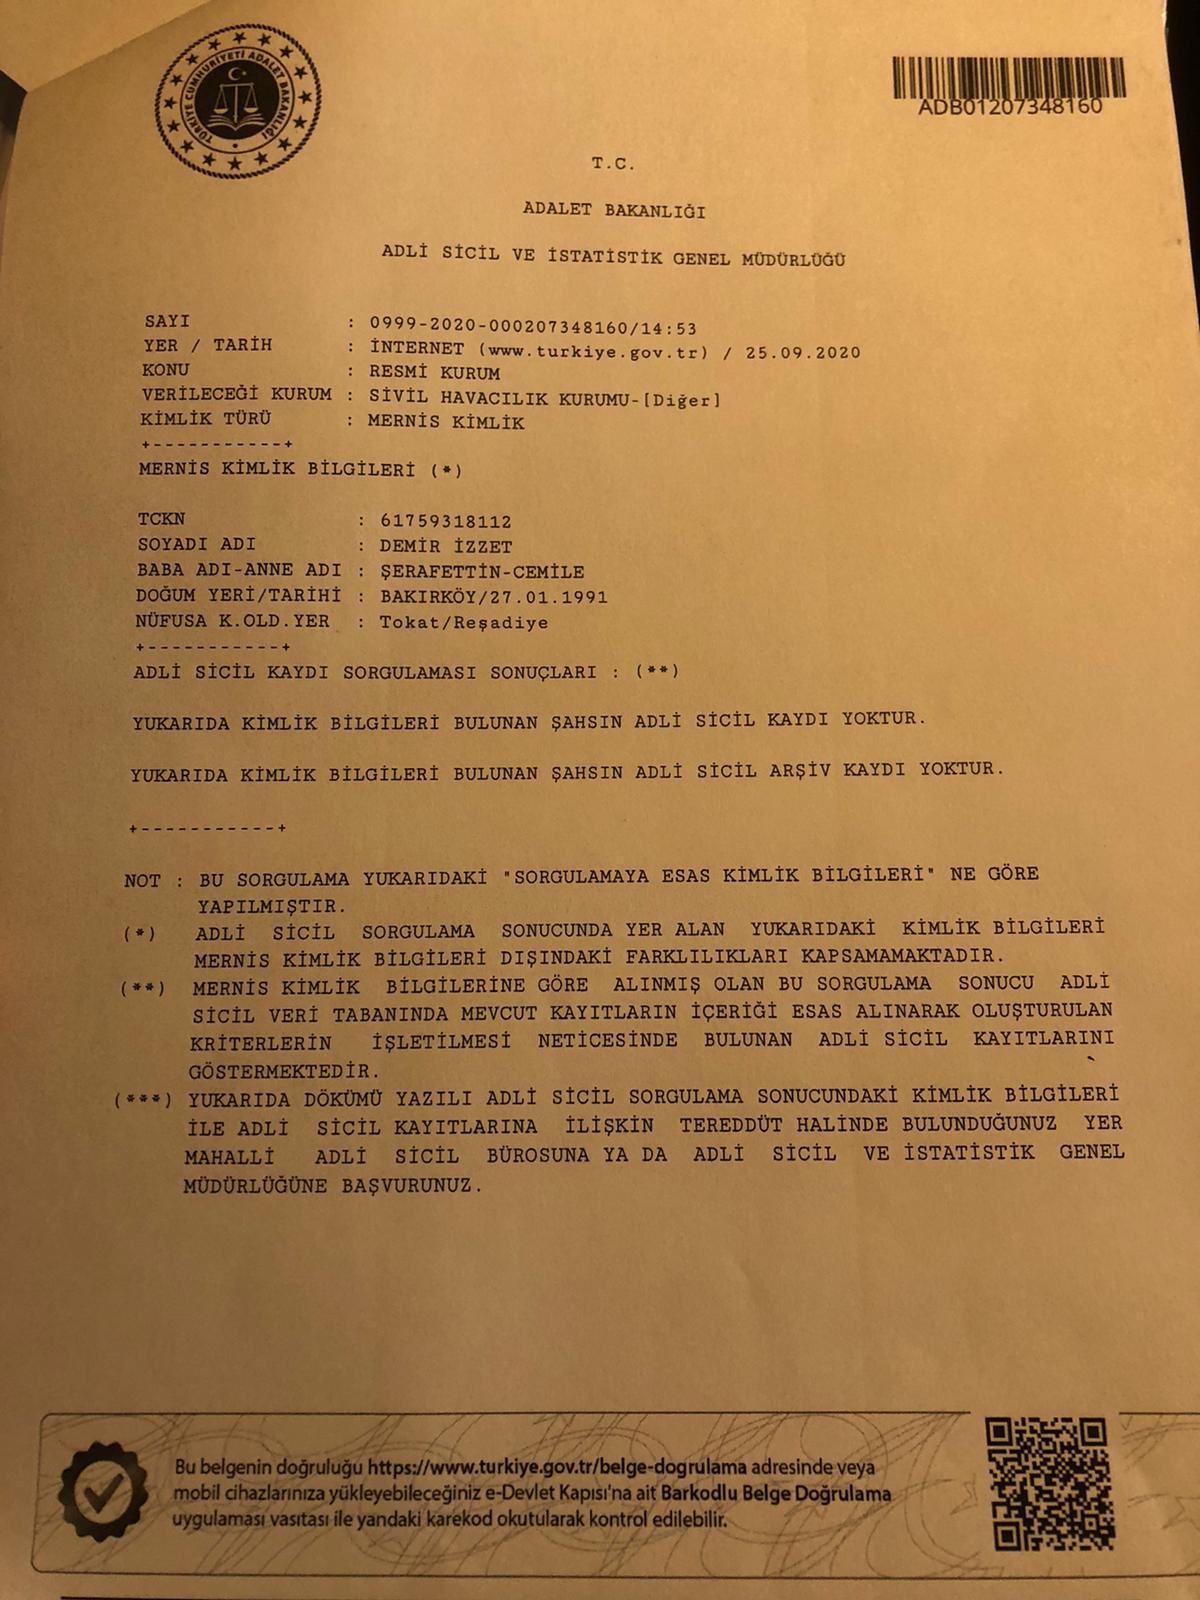 TÜRKİYE CUMHURİYETİ ADALET BAKANLIĞI
ADB01207348160
T.C.
ADALET BAKANLIĞI
ADLİ SİCİL VE İSTATİSTİK GENEL MÜDÜRLÜĞÜ
SAYI : 0999-2020-000207348160/14:53
YER / TARİH : İNTERNET (www.turkiye.gov.tr) / 25.09.2020
KONU : RESMİ KURUM
VERİLECEĞİ KURUM : SİVİL HAVACILIK KURUMU-[Diğer]
KİMLİK TÜRÜ : MERNİS KİMLİK
+-----------+
MERNİS KİMLİK BİLGİLERİ (*)
TCKN : 61759318112
SOYADI ADI : DEMİR İZZET
BABA ADI-ANNE ADI : ŞERAFETTİN-CEMİLE
DOĞUM YERİ/TARİHİ : BAKIRKÖY/27.01.1991
NÜFUSA K.OLD.YER : Tokat/Reşadiye
+-----------+
ADLİ SİCİL KAYDI SORGULAMASI SONUÇLARI : (**)
YUKARIDA KİMLİK BİLGİLERİ BULUNAN ŞAHSIN ADLİ SİCİL KAYDI YOKTUR.
YUKARIDA KİMLİK BİLGİLERİ BULUNAN ŞAHSIN ADLİ SİCİL ARŞİV KAYDI YOKTUR.
+-----------+
NOT : BU SORGULAMA YUKARIDAKİ "SORGULAMAYA ESAS KİMLİK BİLGİLERİ" NE GÖRE
YAPILMIŞTIR.
(*) ADLİ SİCİL SORGULAMA SONUCUNDA YER ALAN YUKARIDAKİ KİMLİK BİLGİLERİ
MERNİS KİMLİK BİLGİLERİ DIŞINDAKİ FARKLILIKLARI KAPSAMAMAKTADIR.
(**) MERNİS KİMLİK BİLGİLERİNE GÖRE ALINMIŞ OLAN BU SORGULAMA SONUCU ADLİ
SİCİL VERİ TABANINDA MEVCUT KAYITLARIN İÇERİĞİ ESAS ALINARAK OLUŞTURULAN
KRİTERLERİN İŞLETİLMESİ NETİCESİNDE BULUNAN ADLİ SİCİL KAYITLARINI
GÖSTERMEKTEDİR.
(***) YUKARIDA DÖKÜMÜ YAZILI ADLİ SİCİL SORGULAMA SONUCUNDAKİ KİMLİK BİLGİLERİ
İLE ADLİ SİCİL KAYITLARINA İLİŞKİN TEREDDÜT HALİNDE BULUNDUĞUNUZ YER
MAHALLİ ADLİ SİCİL BÜROSUNA YA DA ADLİ SİCİL VE İSTATİSTİK GENEL
MÜDÜRLÜĞÜNE BAŞVURUNUZ.
Bu belgenin doğruluğu https://www.turkiye.gov.tr/belge-dogrulama adresinde veya
mobil cihazlarınıza yükleyebileceğiniz e-Devlet Kapısı'na ait Barkodlu Belge Doğrulama
uygulaması vasıtası ile yandaki karekod okutularak kontrol edilebilir.